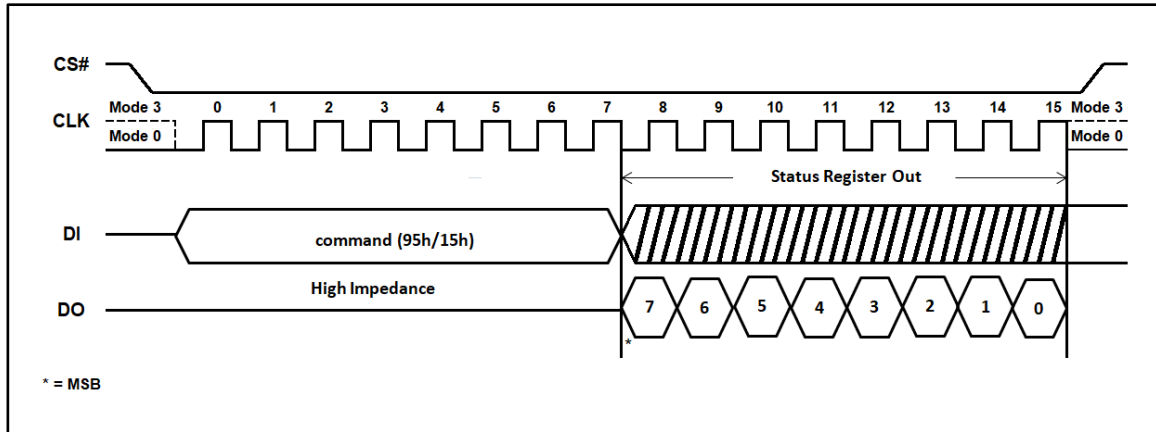 CS#
Mode 3 0 1 2 3 4 5 6 7 8 9 10 11 12 13 14 15 Mode 3
CLK
Mode 0 Mode 0
Status Register Out
DI command (95h/15h)
High Impedance
DO 7 6 5 4 3 2 1 0
*
* = MSB